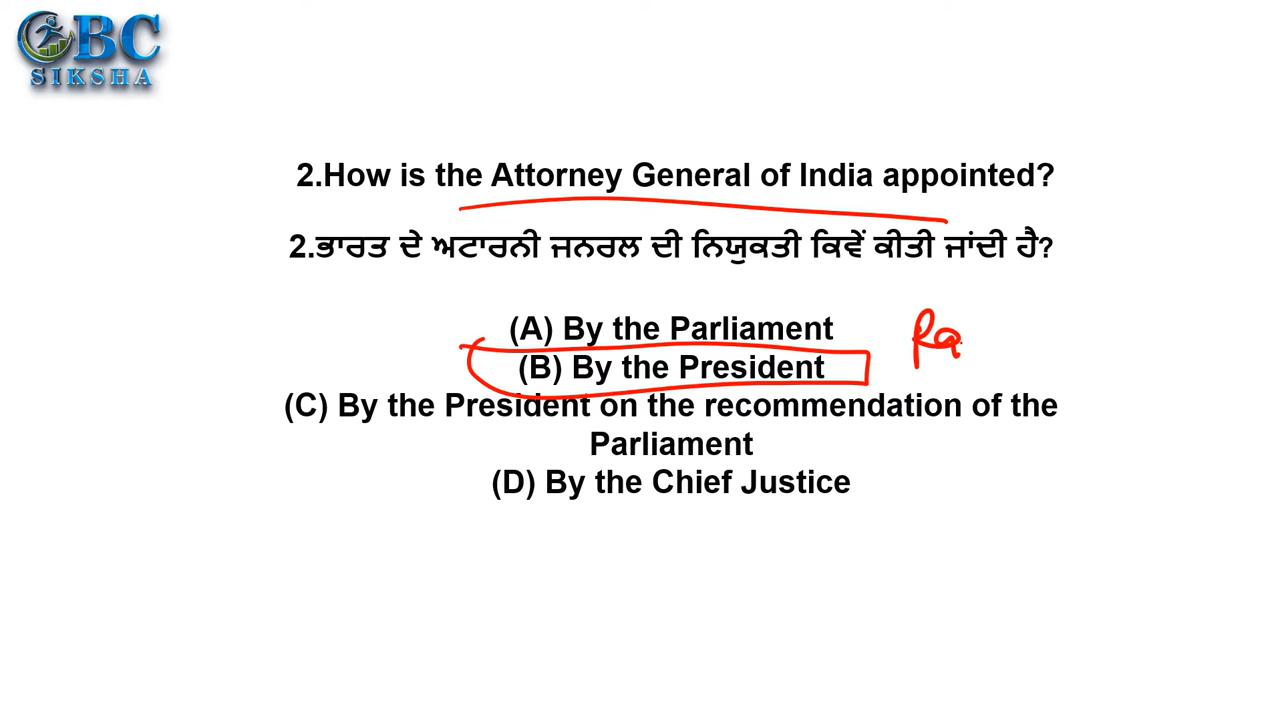 BC
SIKSHA
2.How is the Attorney General of India appointed?
2.ਭਾਰਤ ਦੇ ਅਟਾਰਨੀ ਜਨਰਲ ਦੀ ਨਿਯੁਕਤੀ ਕਿਵੇਂ ਕੀਤੀ ਜਾਂਦੀ ਹੈ?
(A) By the Parliament
(B) By the President
(C) By the President on the recommendation of the
Parliament
(D) By the Chief Justice